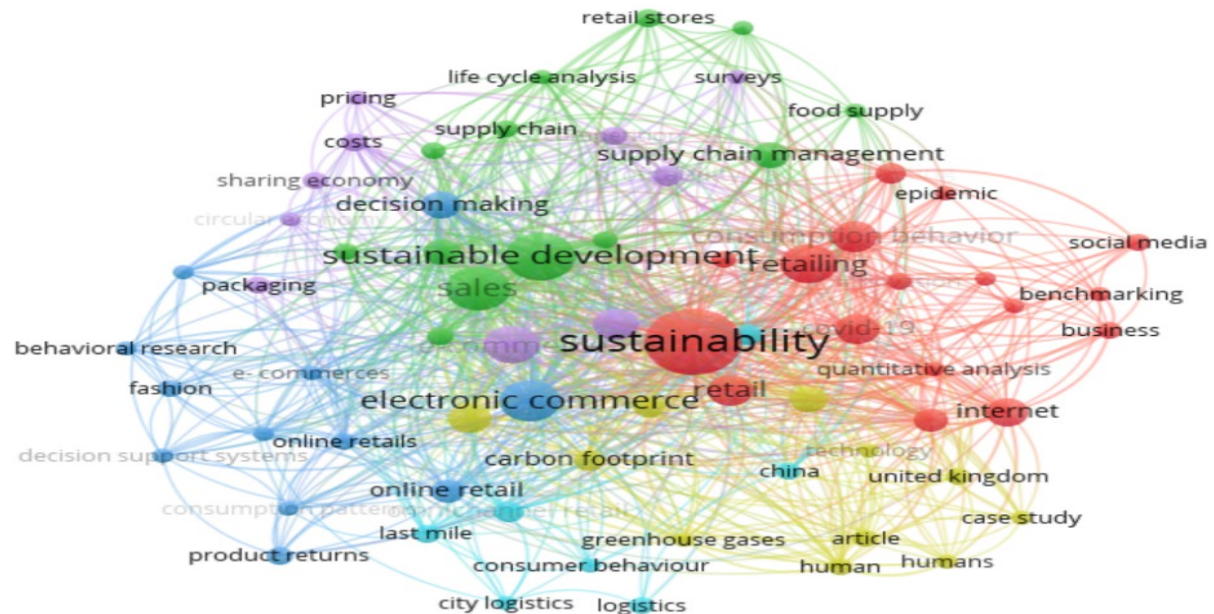 retail stores
life cycle analysis
surveys
pricing
food supply
supply chain
costs
supply chain management
sharing economy
epidemic
decision making
circular economy
consumption behavior
social media
sustainable development
retailing
packaging
sales
benchmarking
covid-19
business
sustainability
behavioral research
e- commerces
quantitative analysis
fashion
retail
electronic commerce
internet
online retails
decision support systems
carbon footprint
technology
china
united kingdom
online retail
consumption pattern
case study
last mile
greenhouse gases
article
product returns
consumer behaviour
human
humans
city logistics
logistics